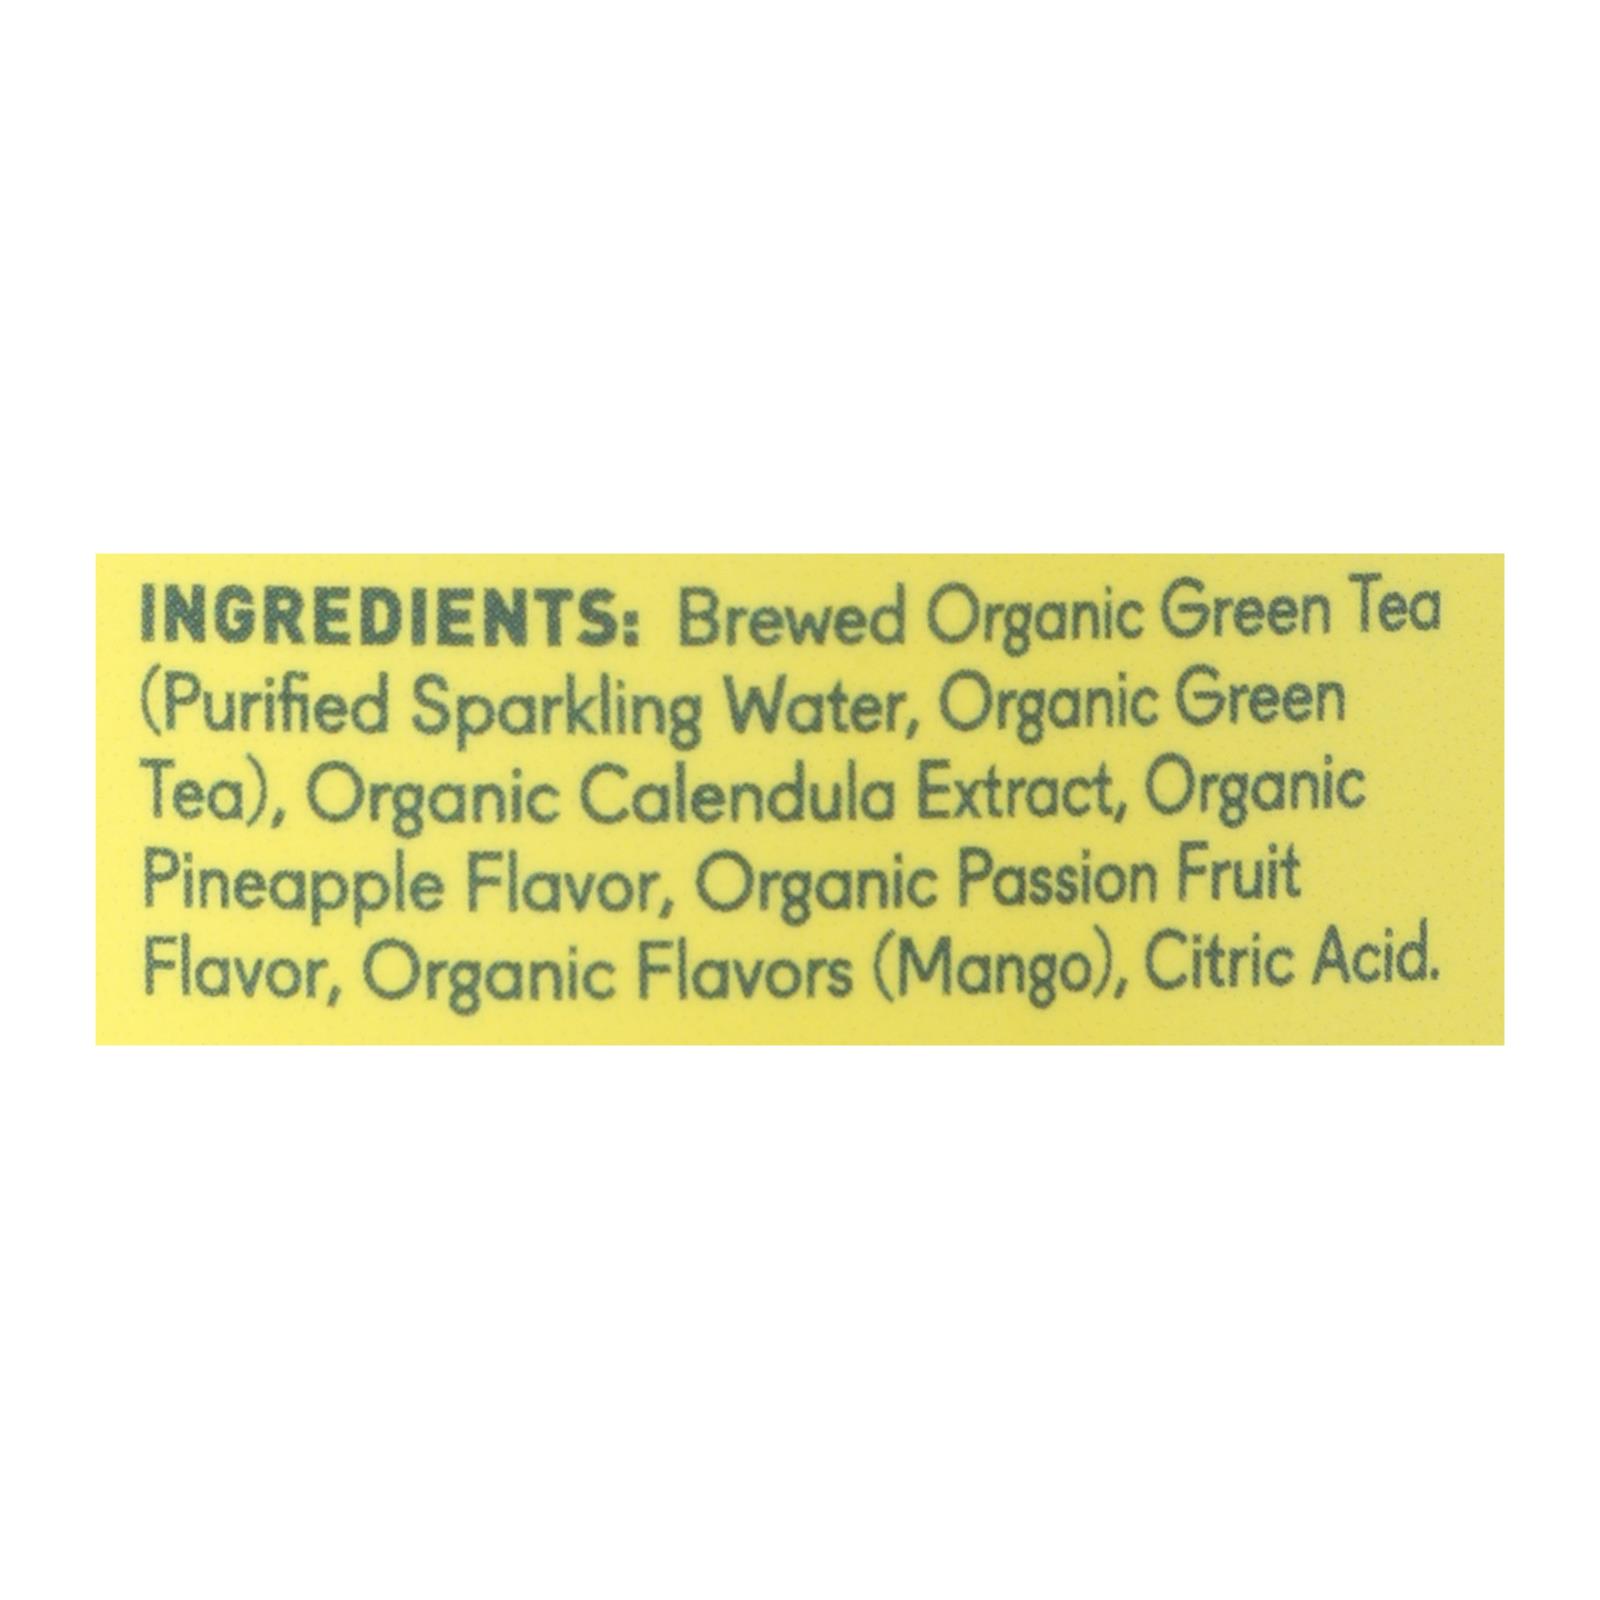 INGREDIENTS: Brewed Organic Green Tea
(Purified Sparkling Water, Organic Green
Tea), Organic Calendula Extract, Organic
Pineapple Flavor, Organic Passion Fruit
Flavor, Organic Flavors (Mango), Citric Acid.